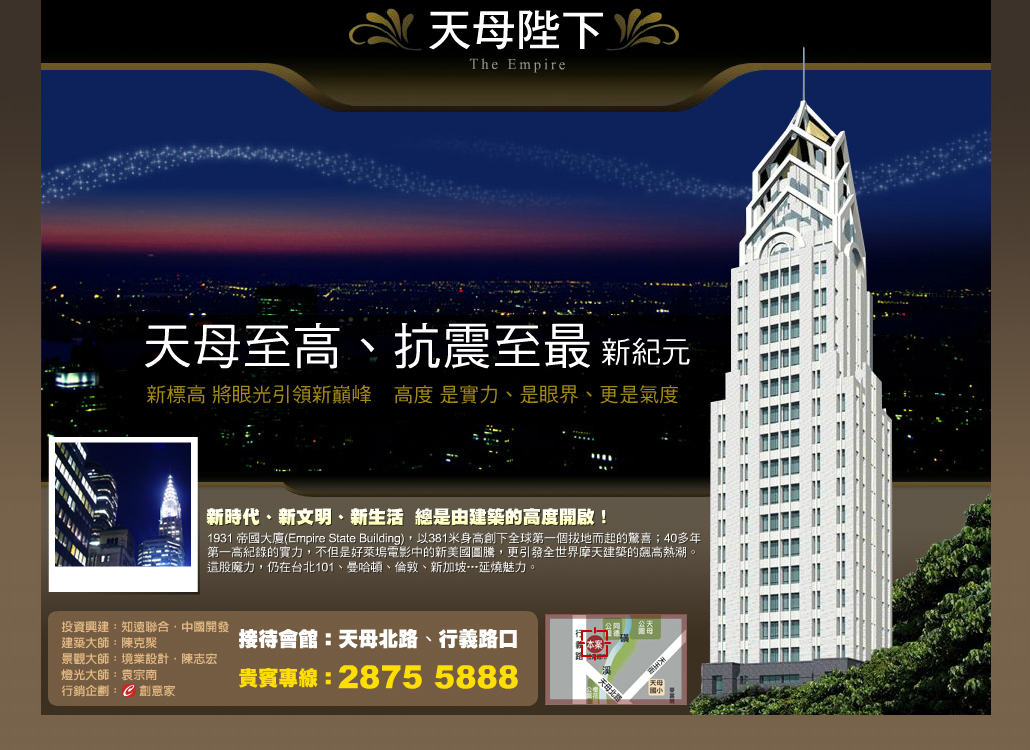 天母陛下
The Empire
天母至高、抗震至最 新紀元
新標高 將眼光引領新巔峰 高度 是實力、是眼界、更是氣度
新時代、新文明、新生活 總是由建築的高度開啟！
1931 帝國大廈(Empire State Building)，以381米身高創下全球第一個拔地而起的驚喜；40多年
第一高紀錄的實力，不但是好萊塢電影中的新美國圖騰，更引發全世界摩天建築的飆高熱潮。
這股魔力，仍在台北101、曼哈頓、倫敦、新加坡…延燒魅力。
投資興建：知遠聯合．中國開發
建築大師：陳克聚
景觀大師：境業設計．陳志宏
燈光大師：袁宗南
行銷企劃： 創意家
接待會館：天母北路、行義路口
貴賓專線：2875 5888
本案
公園
天母
磺
溪
天母北路
天母
國小